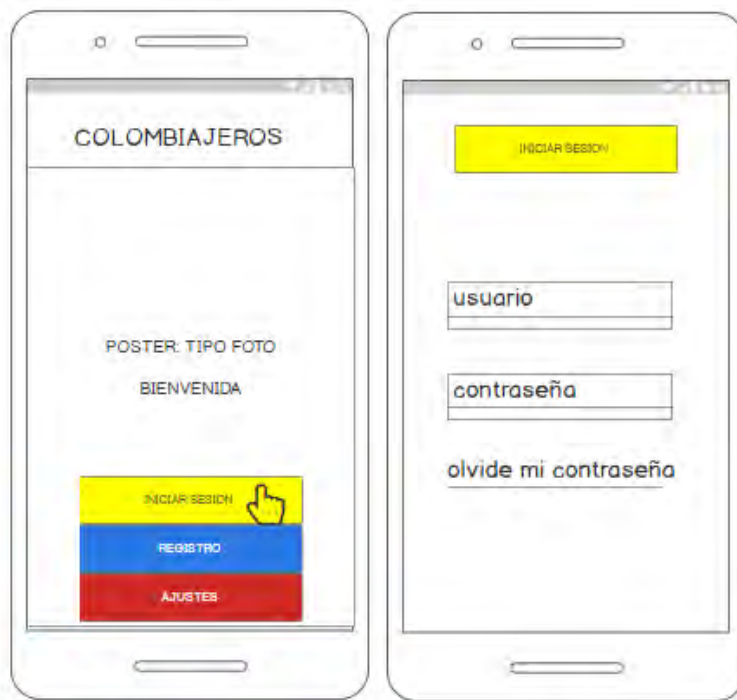 COLOMBIAJEROS
POSTER: TIPO FOTO
BIENVENIDA
INICIAR SESION
REGISTRO
AJUSTES
INICIAR SESION
usuario
contraseña
olvide mi contraseña